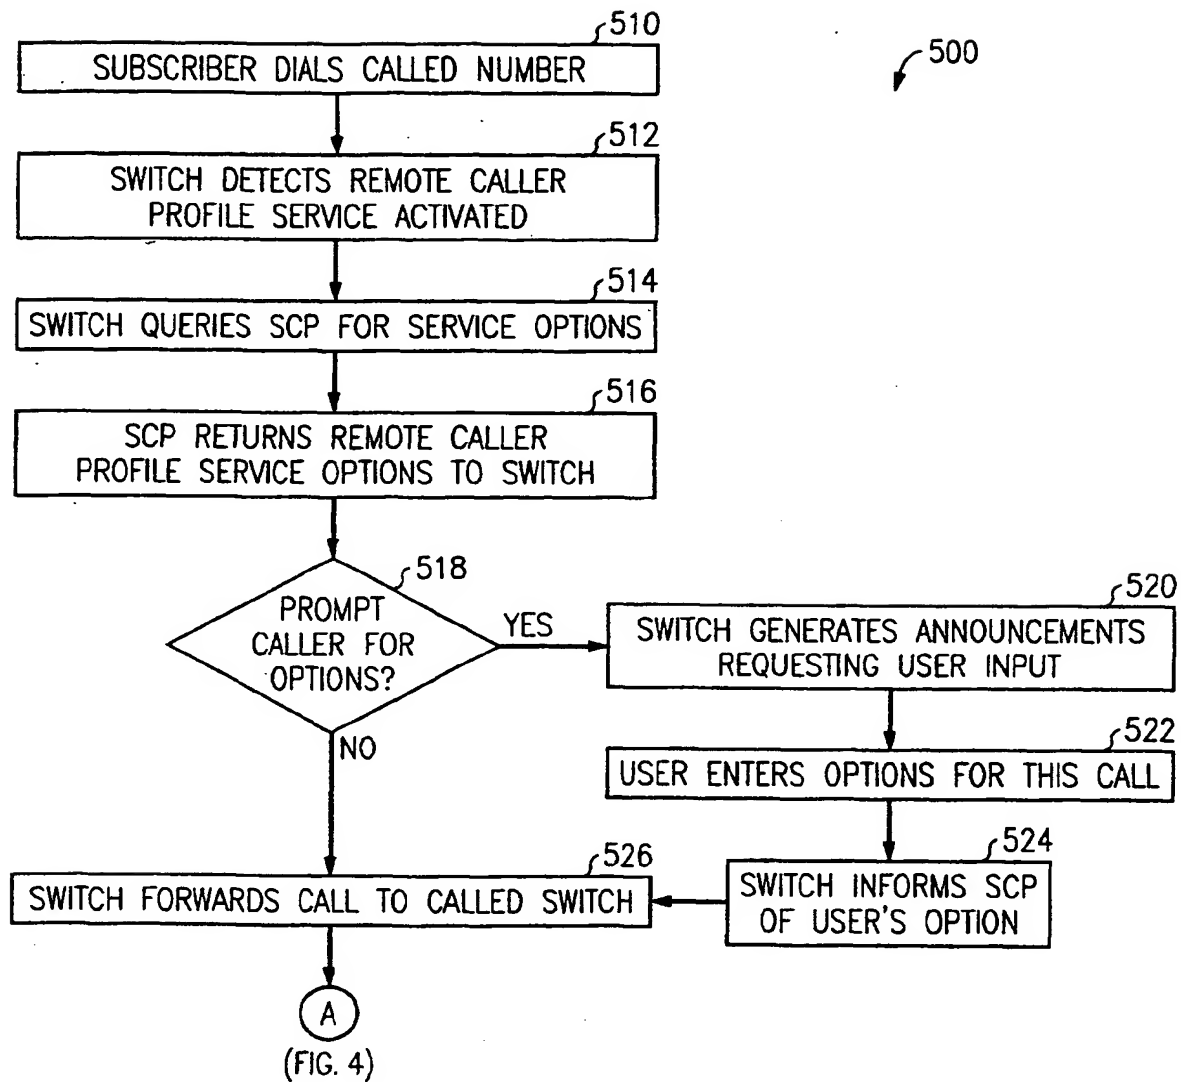 510
500
SUBSCRIBER DIALS CALLED NUMBER
512
SWITCH DETECTS REMOTE CALLER
PROFILE SERVICE ACTIVATED
514
SWITCH QUERIES SCP FOR SERVICE OPTIONS
516
SCP RETURNS REMOTE CALLER
PROFILE SERVICE OPTIONS TO SWITCH
518
PROMPT
CALLER FOR
OPTIONS?
YES
NO
520
SWITCH GENERATES ANNOUNCEMENTS
REQUESTING USER INPUT
522
USER ENTERS OPTIONS FOR THIS CALL
524
SWITCH INFORMS SCP
OF USER'S OPTION
526
SWITCH FORWARDS CALL TO CALLED SWITCH
A
(FIG. 4)